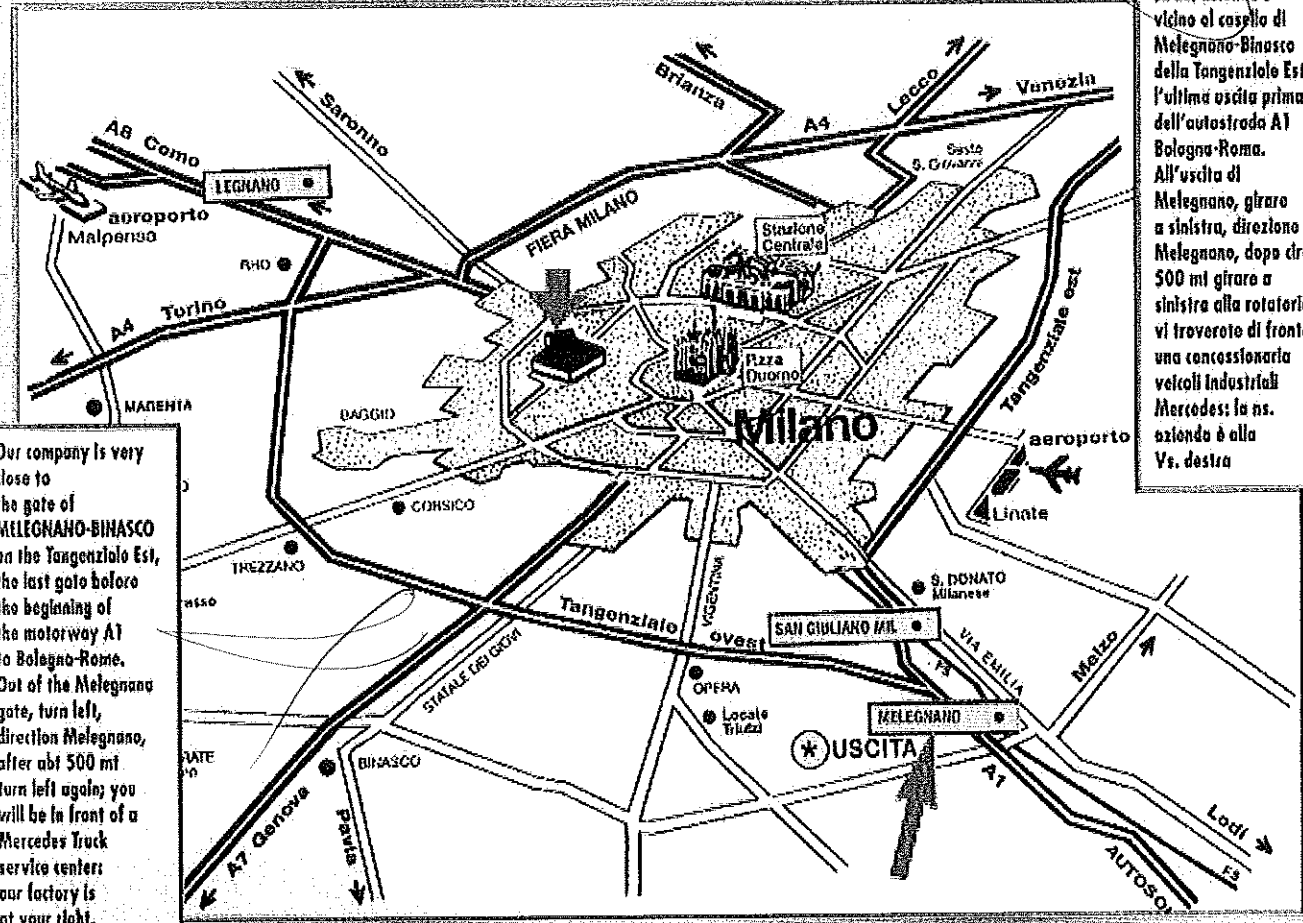 vicino al casello di
Melegnano-Binasco
della Tangenziale Est
l'ultima uscita prima
dell'autostrada A1
Bologna-Roma.
All'uscita di
Melegnano, girare
a sinistra, direzione
Melegnano, dopo
500 mt girare a
sinistra alla
vi troverete di
una concessionaria
veicoli industriali
Mercedes: la ns.
azienda è alla
Vs. destra
Brianza
Lecco
Venezia
A4
Saronno
A8 Como
LEGNANO
aeroporto
Malpensa
FIERA MILANO
Sesto
S. Giovanni
Stazione
Centrale
RHO
Torino
A4
P.zza
Duomo
Tangenziale est
MAGENTA
BAGGIO
Milano
aeroporto
Linate
Our company is very
close to
the gate of
MELEGNANO-BINASCO
on the Tangenziale Est,
the last gate before
the beginning of
the motorway A1
to Bologna-Rome.
Out of the Melegnano
gate, turn left,
direction Melegnano,
after abt 500 mt
turn left again; you
will be in front of a
Mercedes Truck
service center:
our factory is
at your right.
CORSICO
TREZZANO
S. DONATO
Milanese
Tangenziale ovest
VIGENTINA
SAN GIULIANO MIL
VIA EMILIA
Melzo
STATALE DEI GIOVI
FS
OPERA
Locate
Triulzi
MELEGNANO
USCITA
BINASCO
A1
A7 Genova
Pavia
Lodi
FS